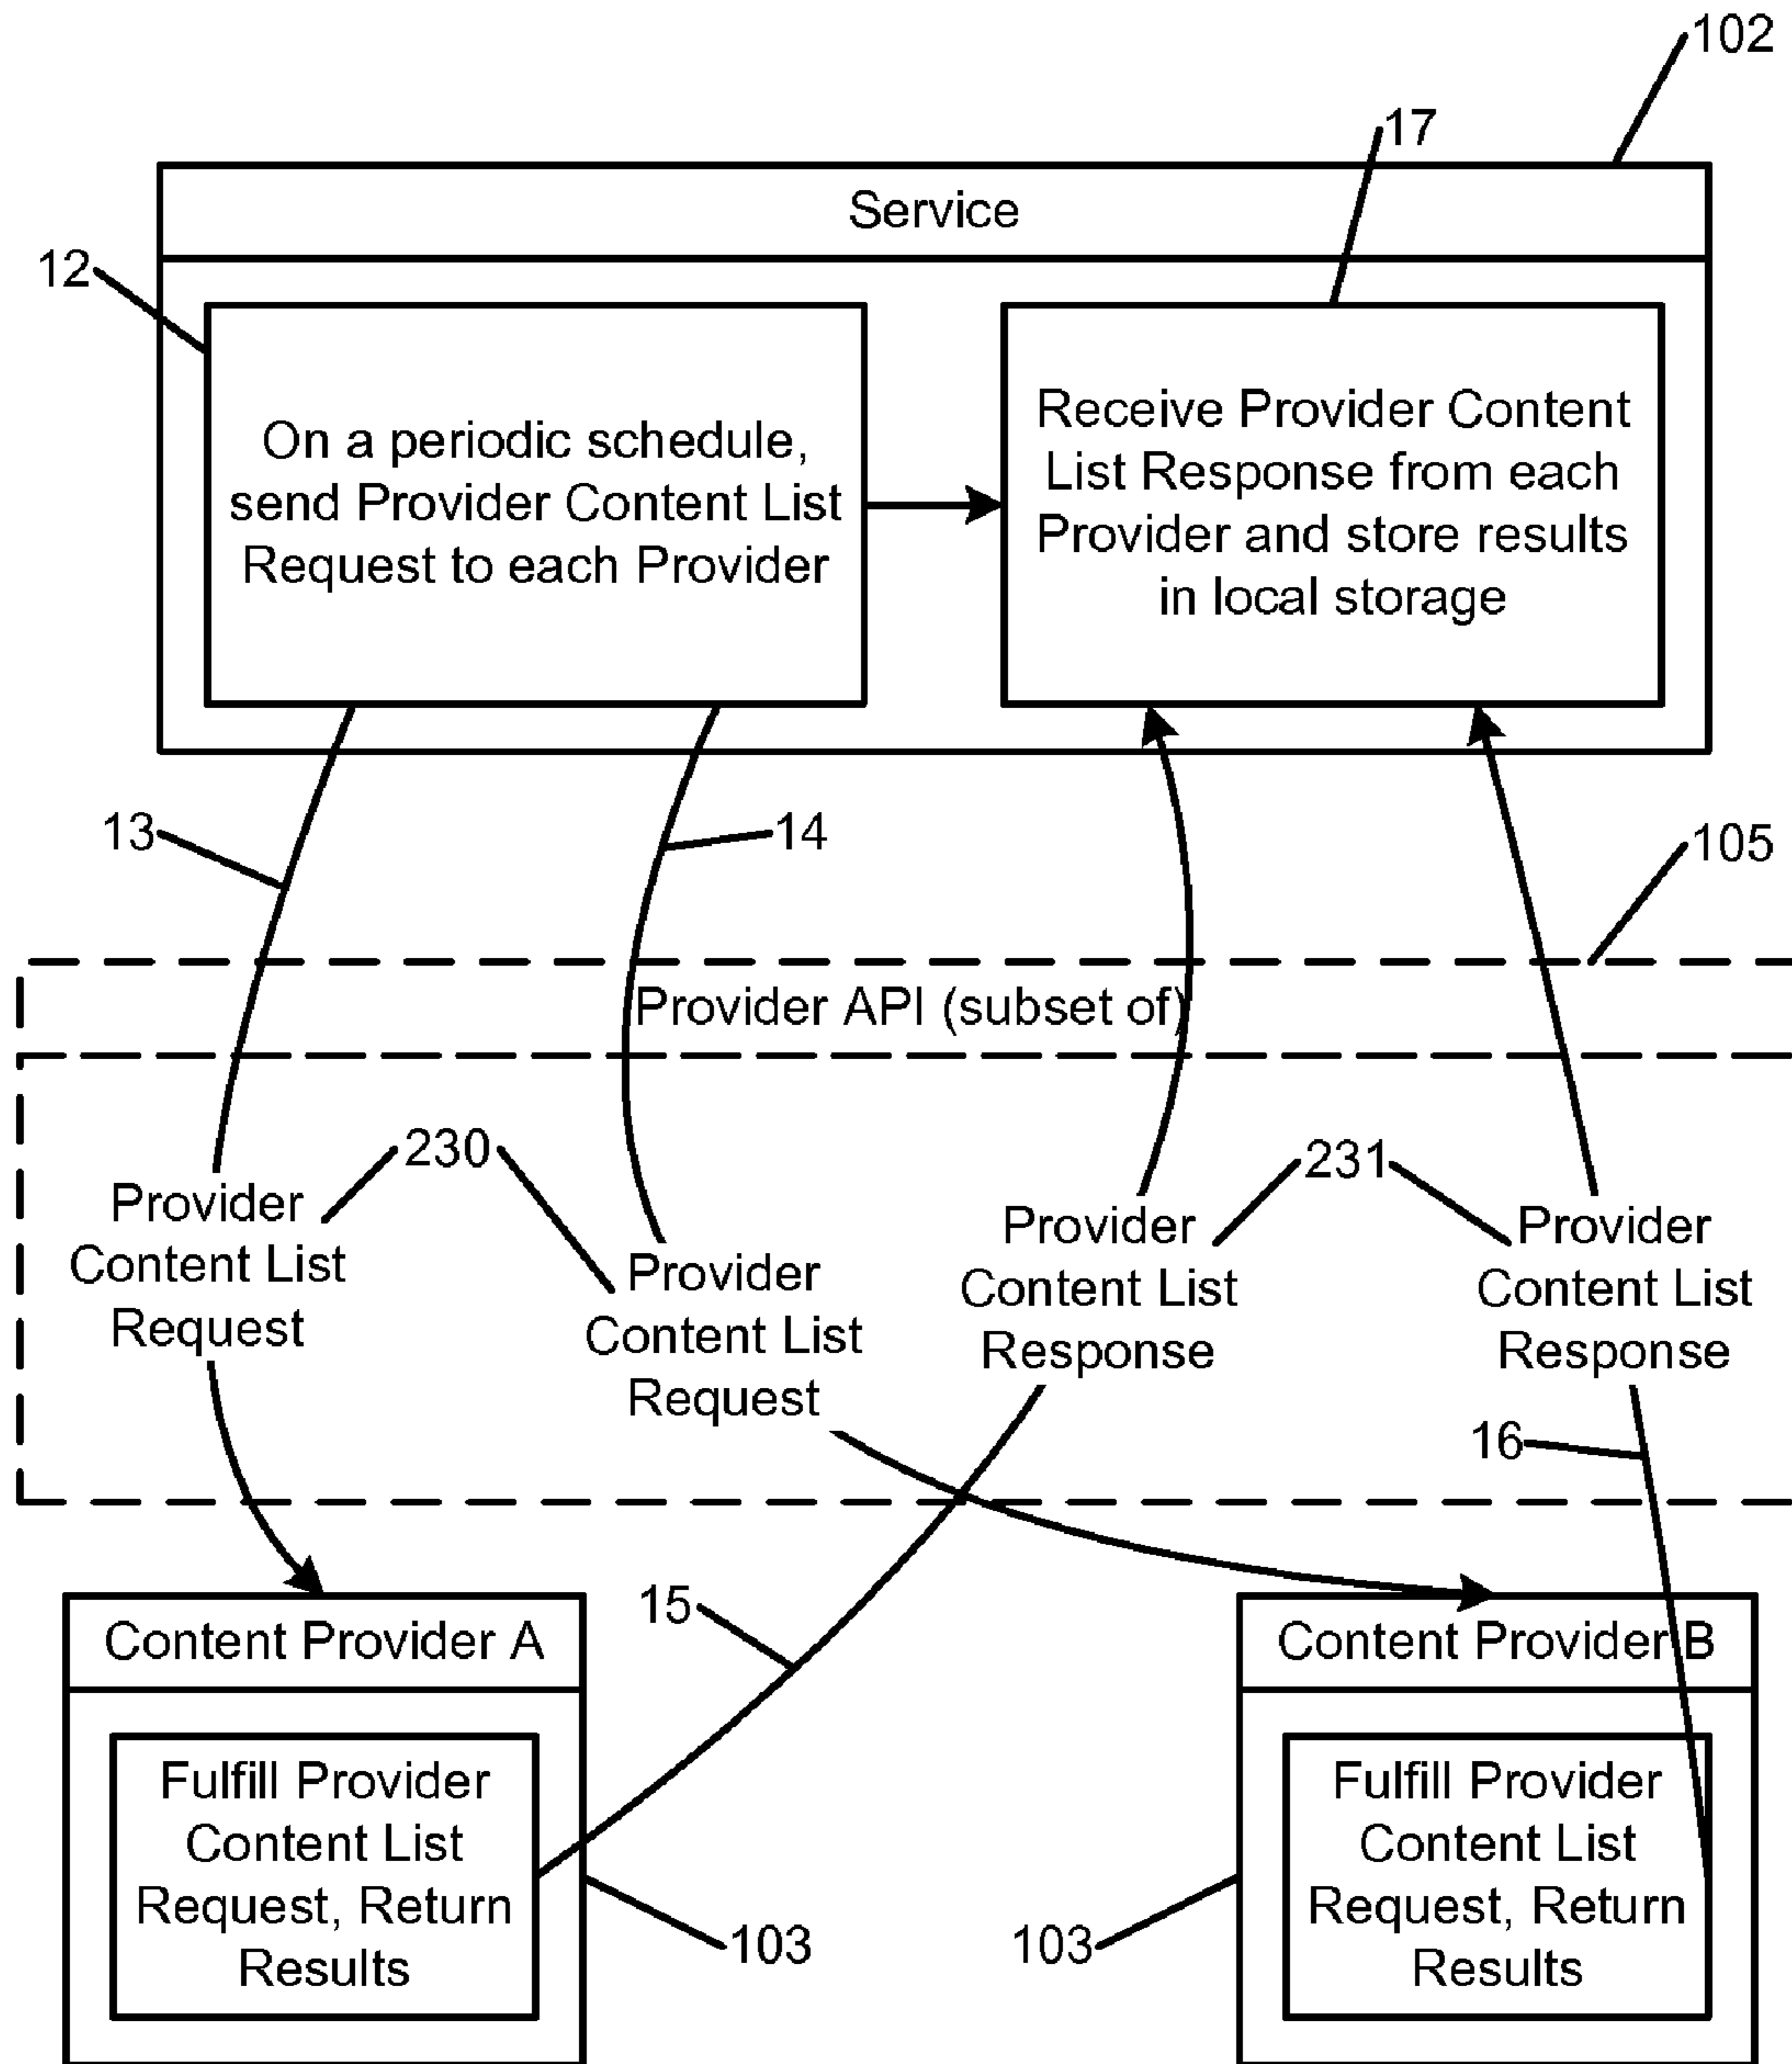 102
17
Service
12
On a periodic schedule,
send Provider Content List
Request to each Provider
Receive Provider Content
List Response from each
Provider and store results
in local storage
13
14
105
Provider API (subset of)
230
231
Provider
Content List
Request
Provider
Content List
Request
Provider
Content List
Response
Provider
Content List
Response
16
15
Content Provider A
Content Provider B
Fulfill Provider
Content List
Request, Return
Results
Fulfill Provider
Content List
Request, Return
Results
103
103